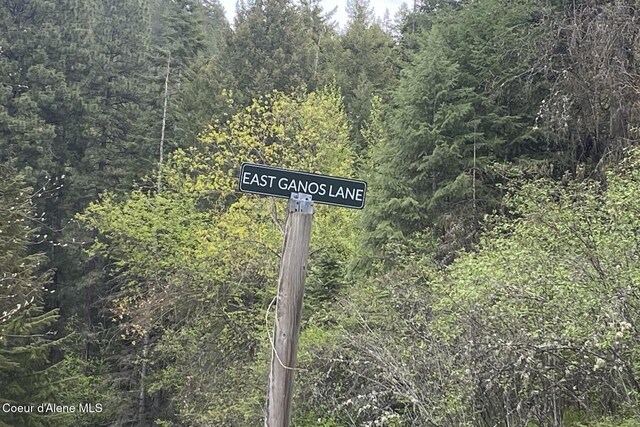 EAST GANOS LANE
Coeur d'Alene MLS